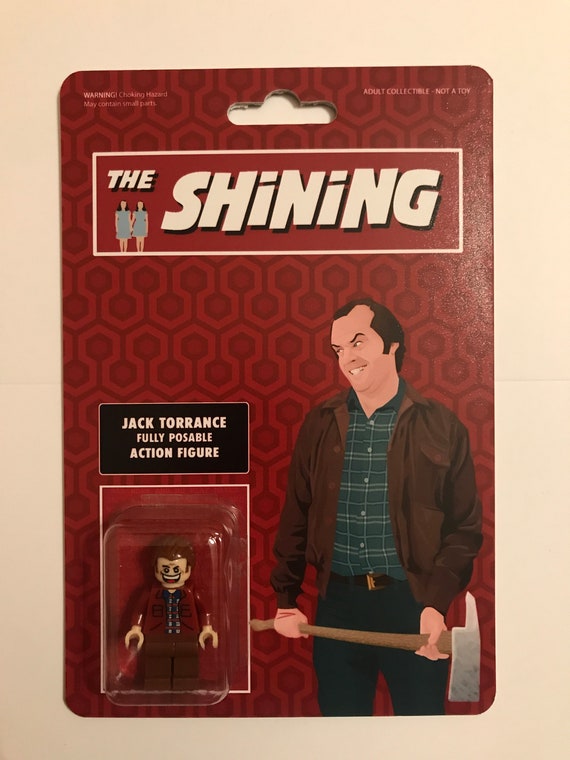 WARNING! Choking Hazard
May contain small parts.
ADULT COLLECTIBLE - NOT A TOY
THE SHiNiNG
JACK TORRANCE
FULLY POSABLE
ACTION FIGURE